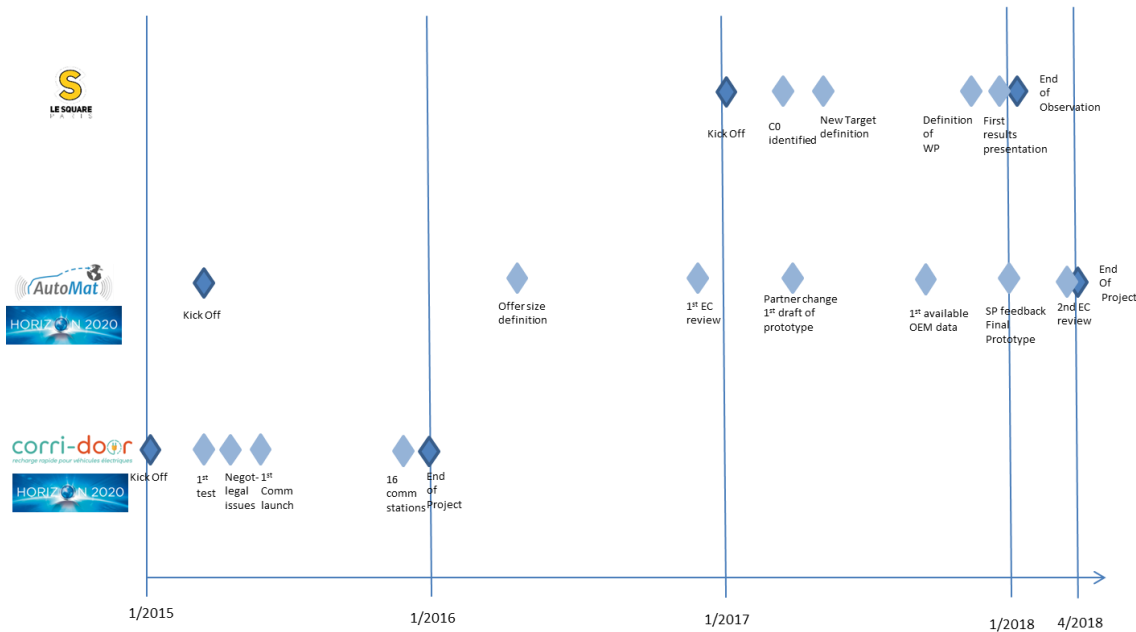 S
LE SQUARE
PARIS
Kick Off
C0
identified
New Target
definition
Definition
of
WP
First
results
presentation
End
of
Observation
AutoMat
HORIZON 2020
Kick Off
Offer size
definition
1st EC
review
Partner change
1st draft of
prototype
1st available
OEM data
SP feedback
Final
Prototype
2nd EC
review
End
Of
Project
corri-door
recharge rapide pour véhicules électriques
HORIZON 2020
Kick Off
1st
test
Negot-
legal
issues
1st
Comm
launch
16
comm
stations
End
of
Project
1/2015
1/2016
1/2017
1/2018
4/2018